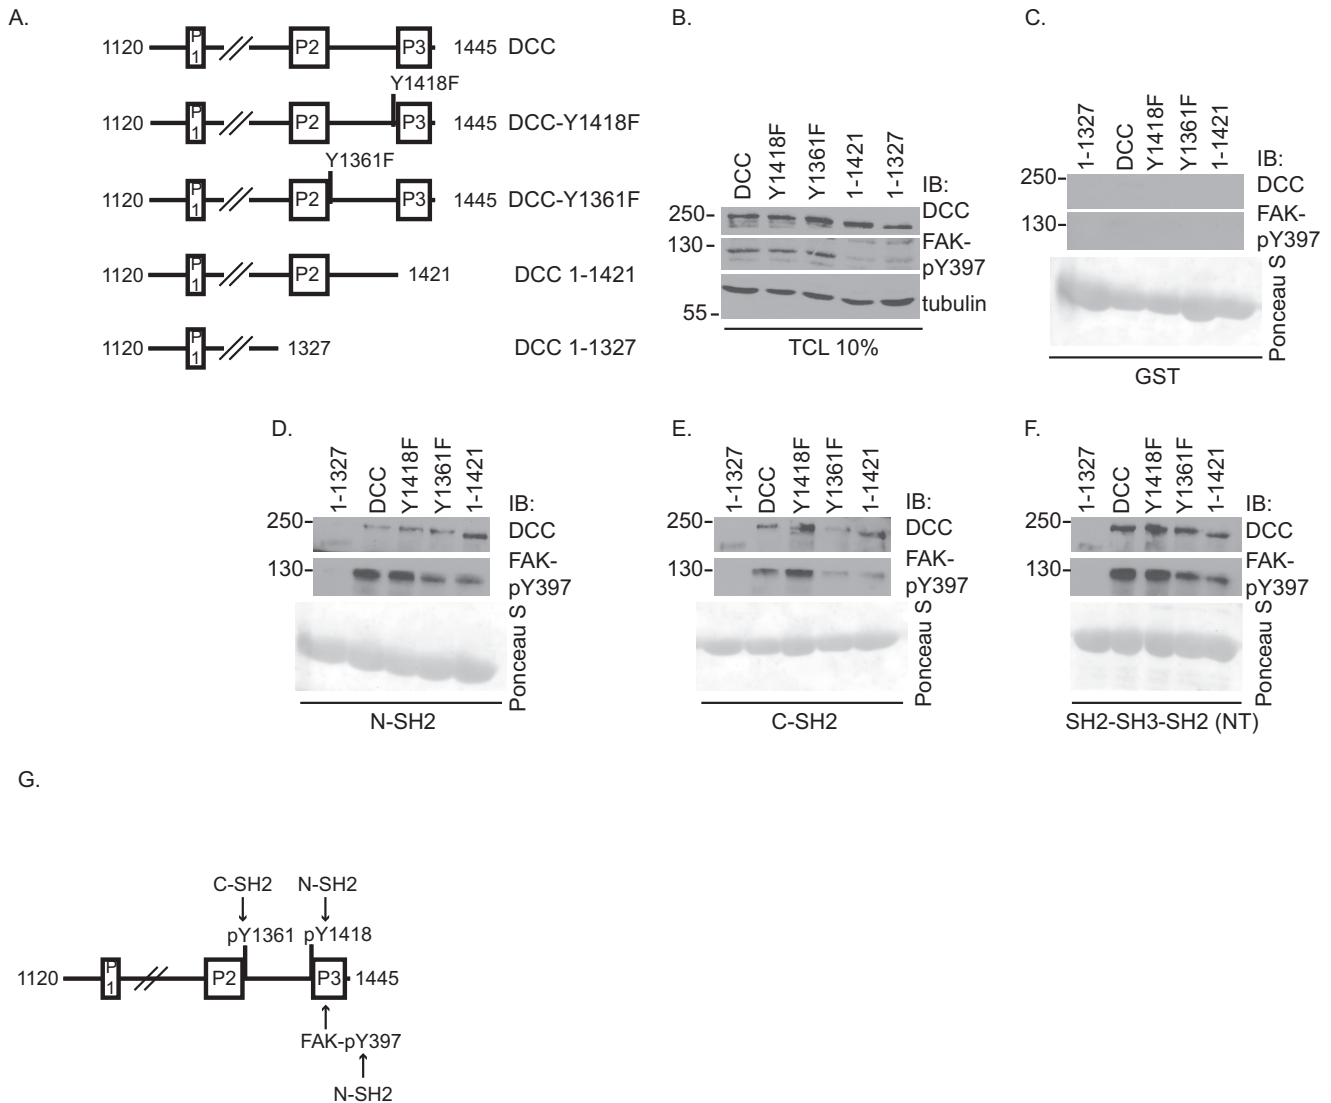 A.
1120 P1 P2 P3 1445 DCC
Y1418F
1120 P1 P2 P3 1445 DCC-Y1418F
Y1361F
1120 P1 P2 P3 1445 DCC-Y1361F
1120 P1 P2 1421 DCC 1-1421
1120 P1 1327 DCC 1-1327
B.
DCC Y1418F Y1361F 1-1421 1-1327
IB:
250- DCC
130- FAK-
pY397
55- tubulin
TCL 10%
C.
1-1327 DCC Y1418F Y1361F 1-1421
IB:
250- DCC
130- FAK-
pY397
Ponceau S
GST
D.
1-1327 DCC Y1418F Y1361F 1-1421
IB:
250- DCC
130- FAK-
pY397
Ponceau S
N-SH2
E.
1-1327 DCC Y1418F Y1361F 1-1421
IB:
250- DCC
130- FAK-
pY397
Ponceau S
C-SH2
F.
1-1327 DCC Y1418F Y1361F 1-1421
IB:
250- DCC
130- FAK-
pY397
Ponceau S
SH2-SH3-SH2 (NT)
G.
C-SH2 N-SH2
pY1361 pY1418
1120 P1 P2 P3 1445
FAK-pY397
N-SH2